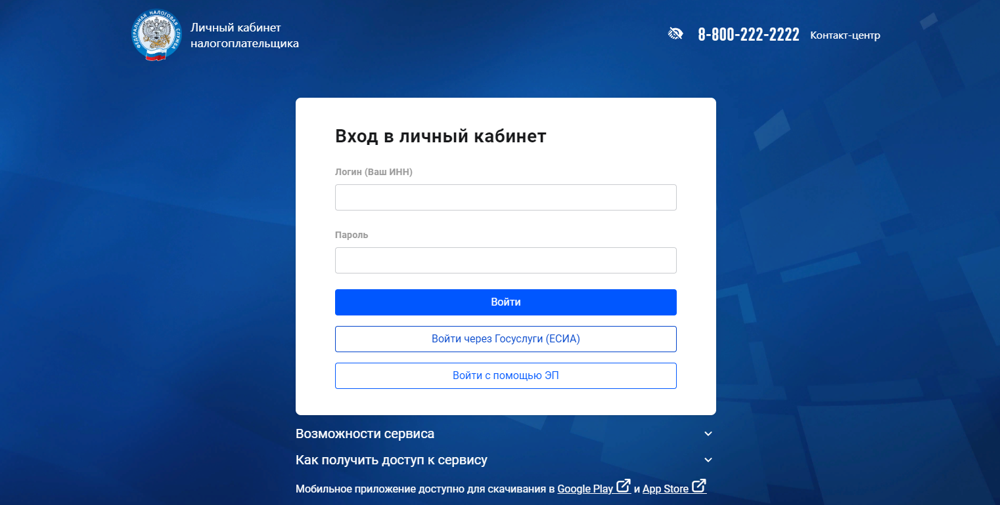 ФЕДЕРАЛЬНАЯ НАЛОГОВАЯ СЛУЖБА
Личный кабинет
налогоплательщика
8-800-222-2222 Контакт-центр
Вход в личный кабинет
Логин (Ваш ИНН)
Пароль
Войти
Войти через Госуслуги (ЕСИА)
Войти с помощью ЭП
Возможности сервиса
Как получить доступ к сервису
Мобильное приложение доступно для скачивания в Google Play и App Store